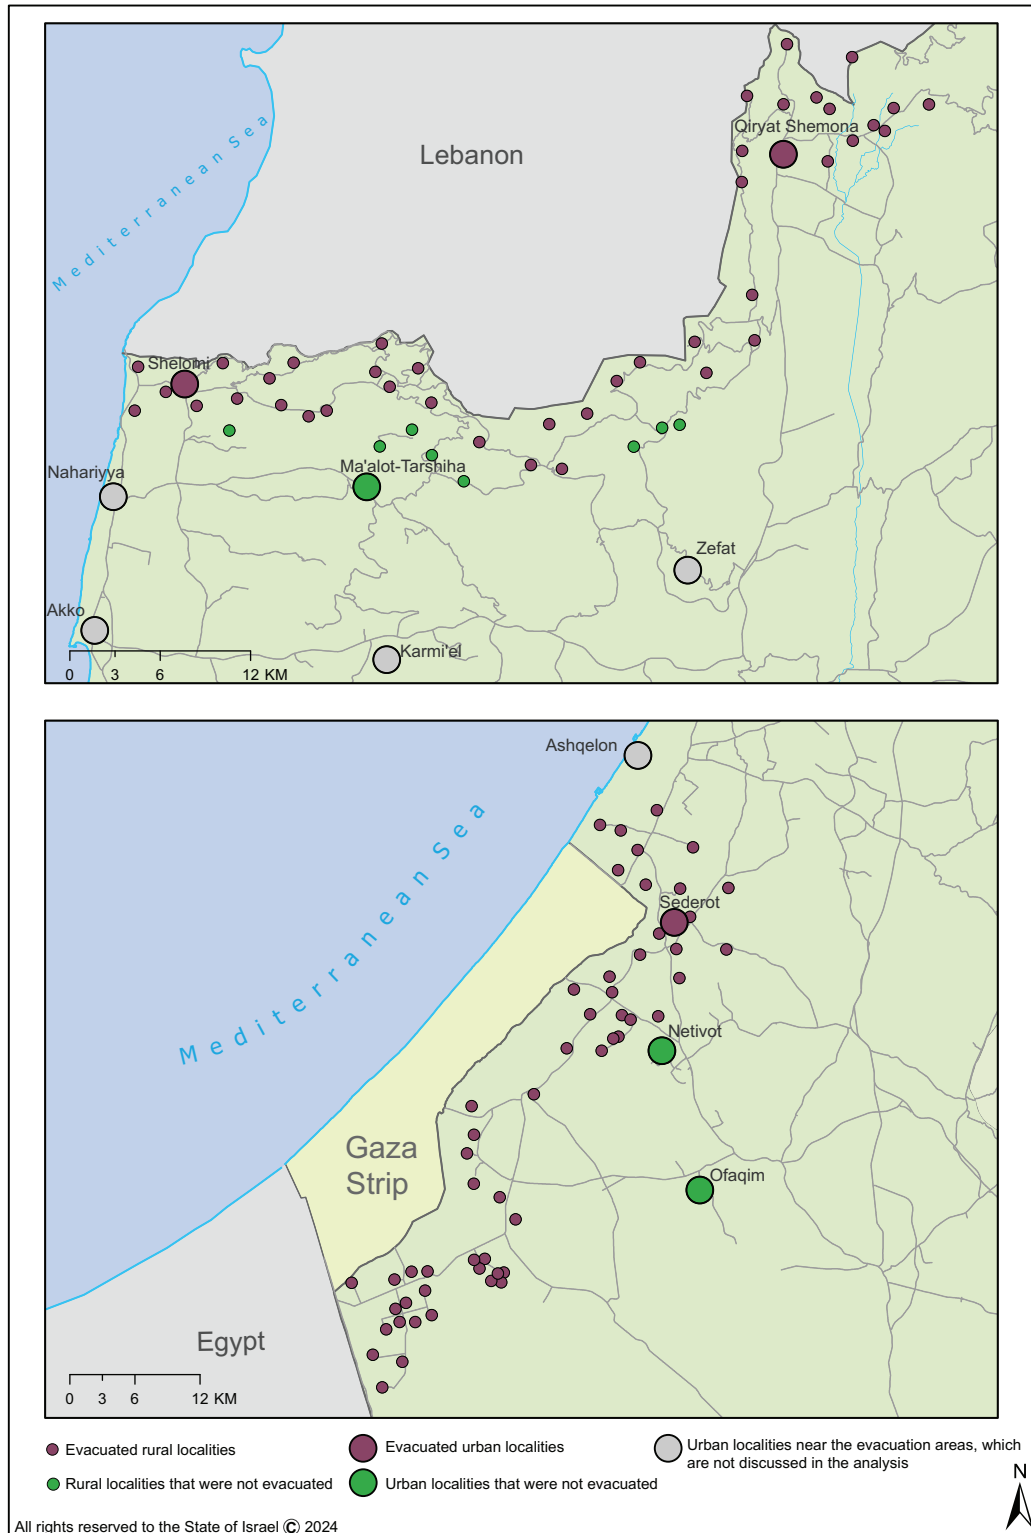 Lebanon
Mediterranean Sea
Qiryat Shemona
Shelomi
Nahariyya
Ma'alot-Tarshiha
Zefat
Akko
Karmi'el
0 3 6 12 KM
Ashqelon
Mediterranean Sea
Sederot
Netivot
Gaza
Strip
Ofaqim
Egypt
0 3 6 12 KM
Evacuated rural localities
Evacuated urban localities
Urban localities near the evacuation areas, which
are not discussed in the analysis
Rural localities that were not evacuated
Urban localities that were not evacuated
N
All rights reserved to the State of Israel © 2024